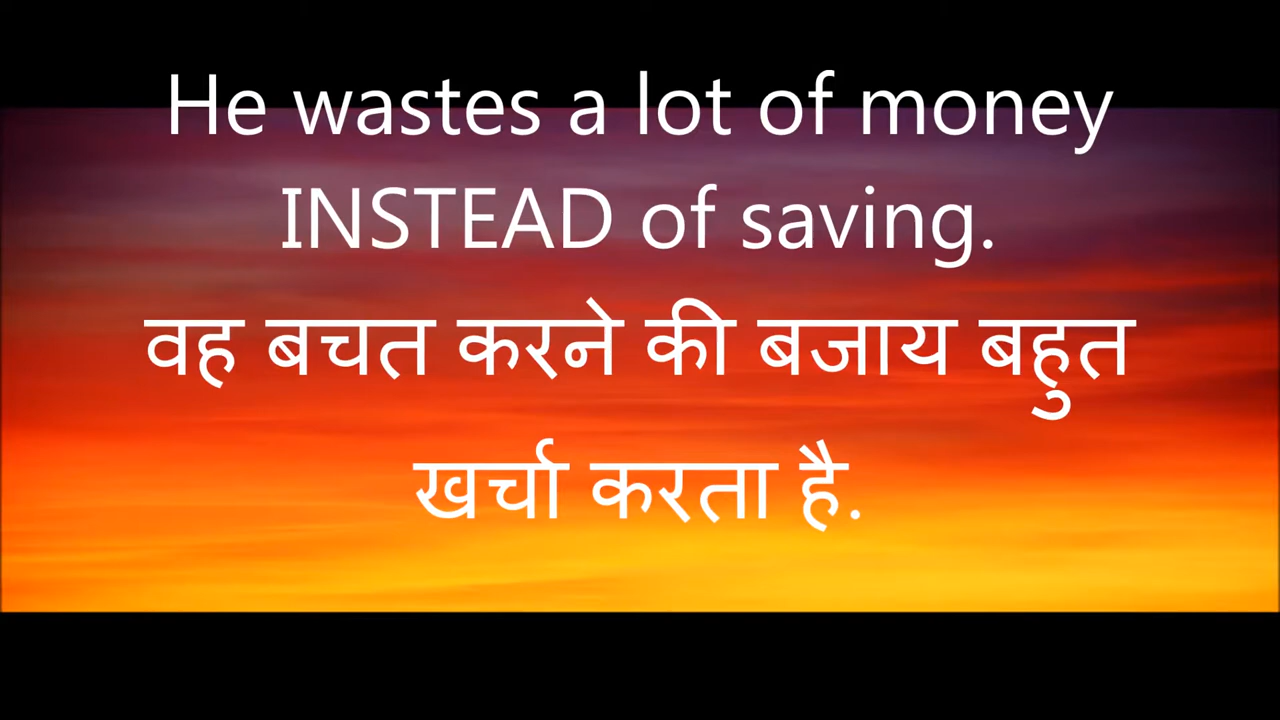 He wastes a lot of money
INSTEAD of saving.
वह बचत करने की बजाय बहुत
खर्चा करता है.